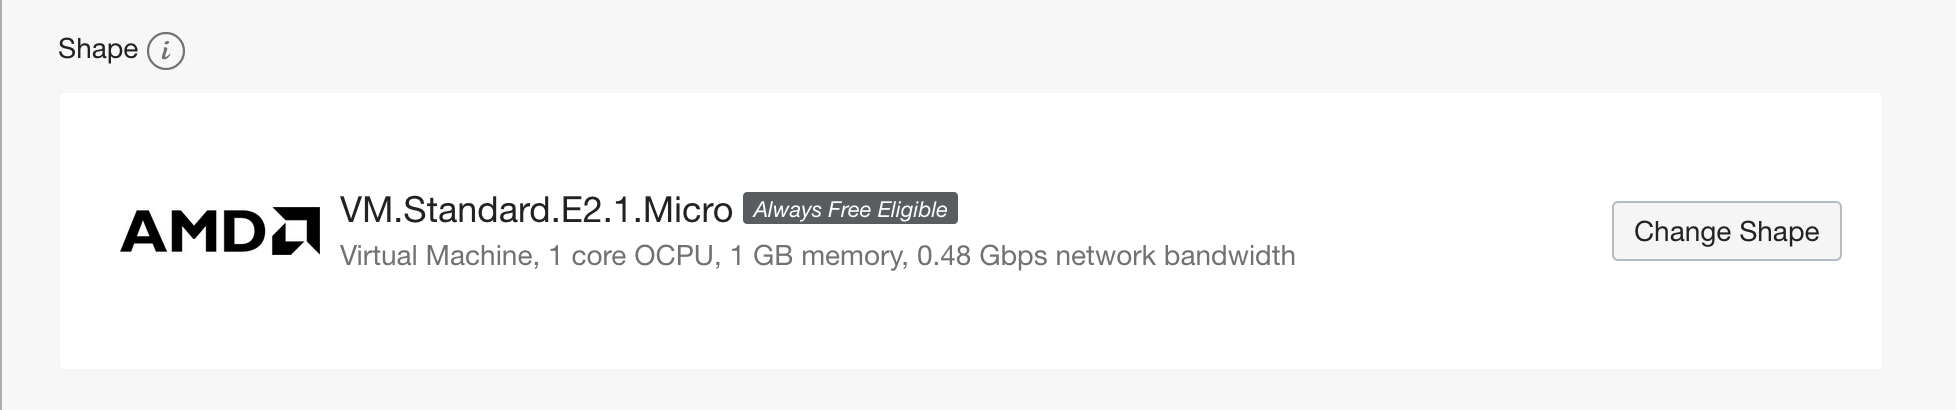 Shape i
AMD
VM.Standard.E2.1.Micro Always Free Eligible
Virtual Machine, 1 core OCPU, 1 GB memory, 0.48 Gbps network bandwidth
Change Shape